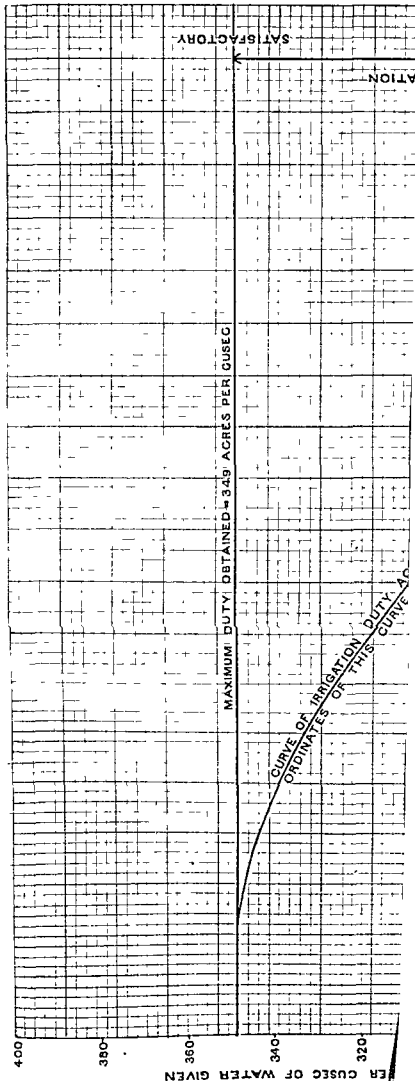 SATISFACTORY
ATION
MAXIMUM DUTY OBTAINED = 349 ACRES PER CUSEC
CURVE OF IRRIGATION DUTY AC
ORDINATES OF THIS CURVE
400
380
360
340
320
ER CUSEC OF WATER GIVEN